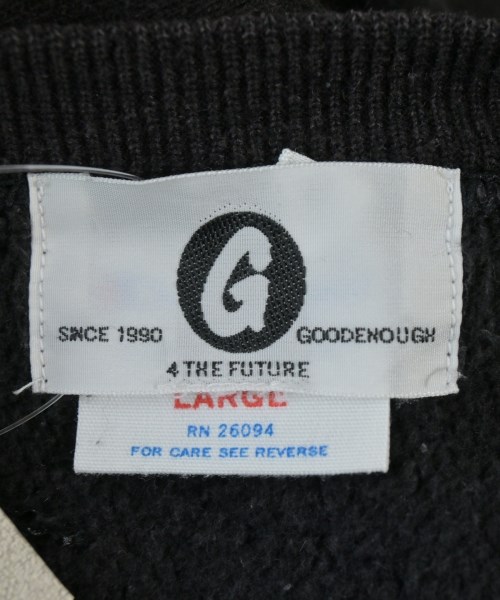 G
SINCE 1990 GOODENOUGH
4 THE FUTURE
LARGE
RN 26094
FOR CARE SEE REVERSE